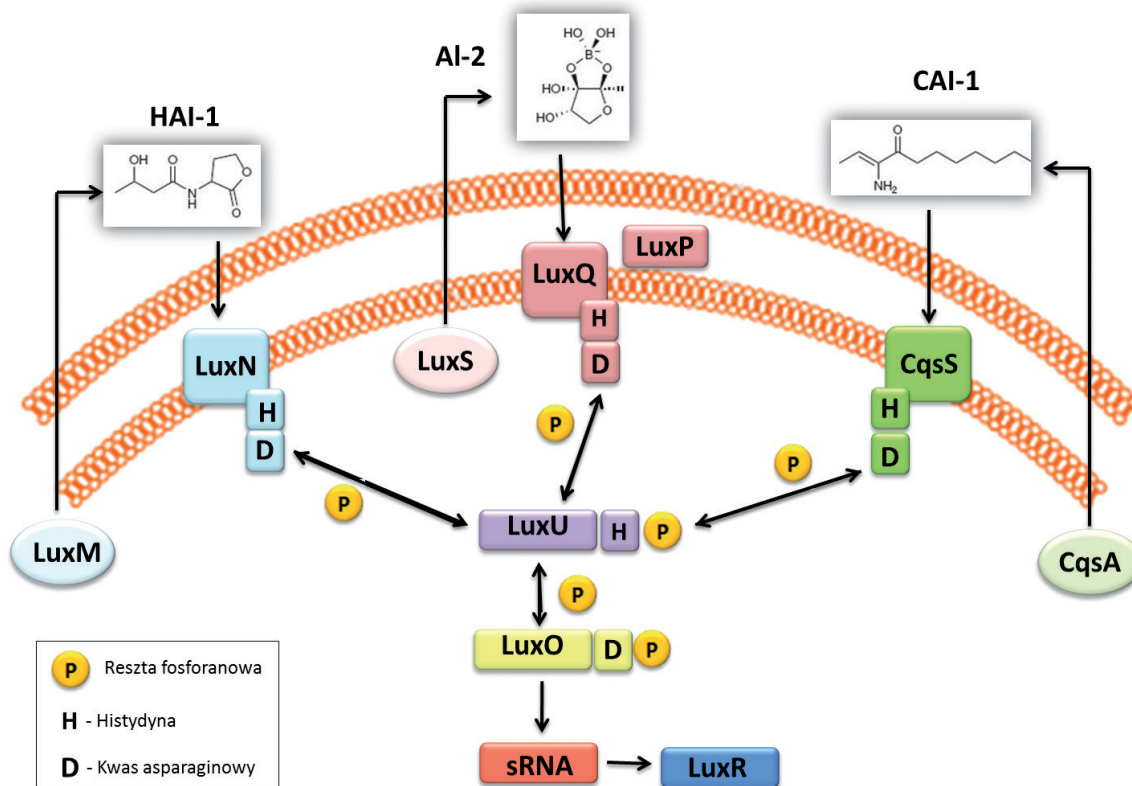 HAI-1
OH
O
N
H
O
O
AI-2
HO
OH
B⁻
O
O
HO
HO
O
CAI-1
O
NH₂
LuxP
LuxQ
H
D
LuxN
H
D
LuxS
CqsS
H
D
P
P
P
LuxM
LuxU
H
P
CqsA
P
LuxO
D
P
sRNA
LuxR
P Reszta fosforanowa
H - Histydyna
D - Kwas asparaginowy